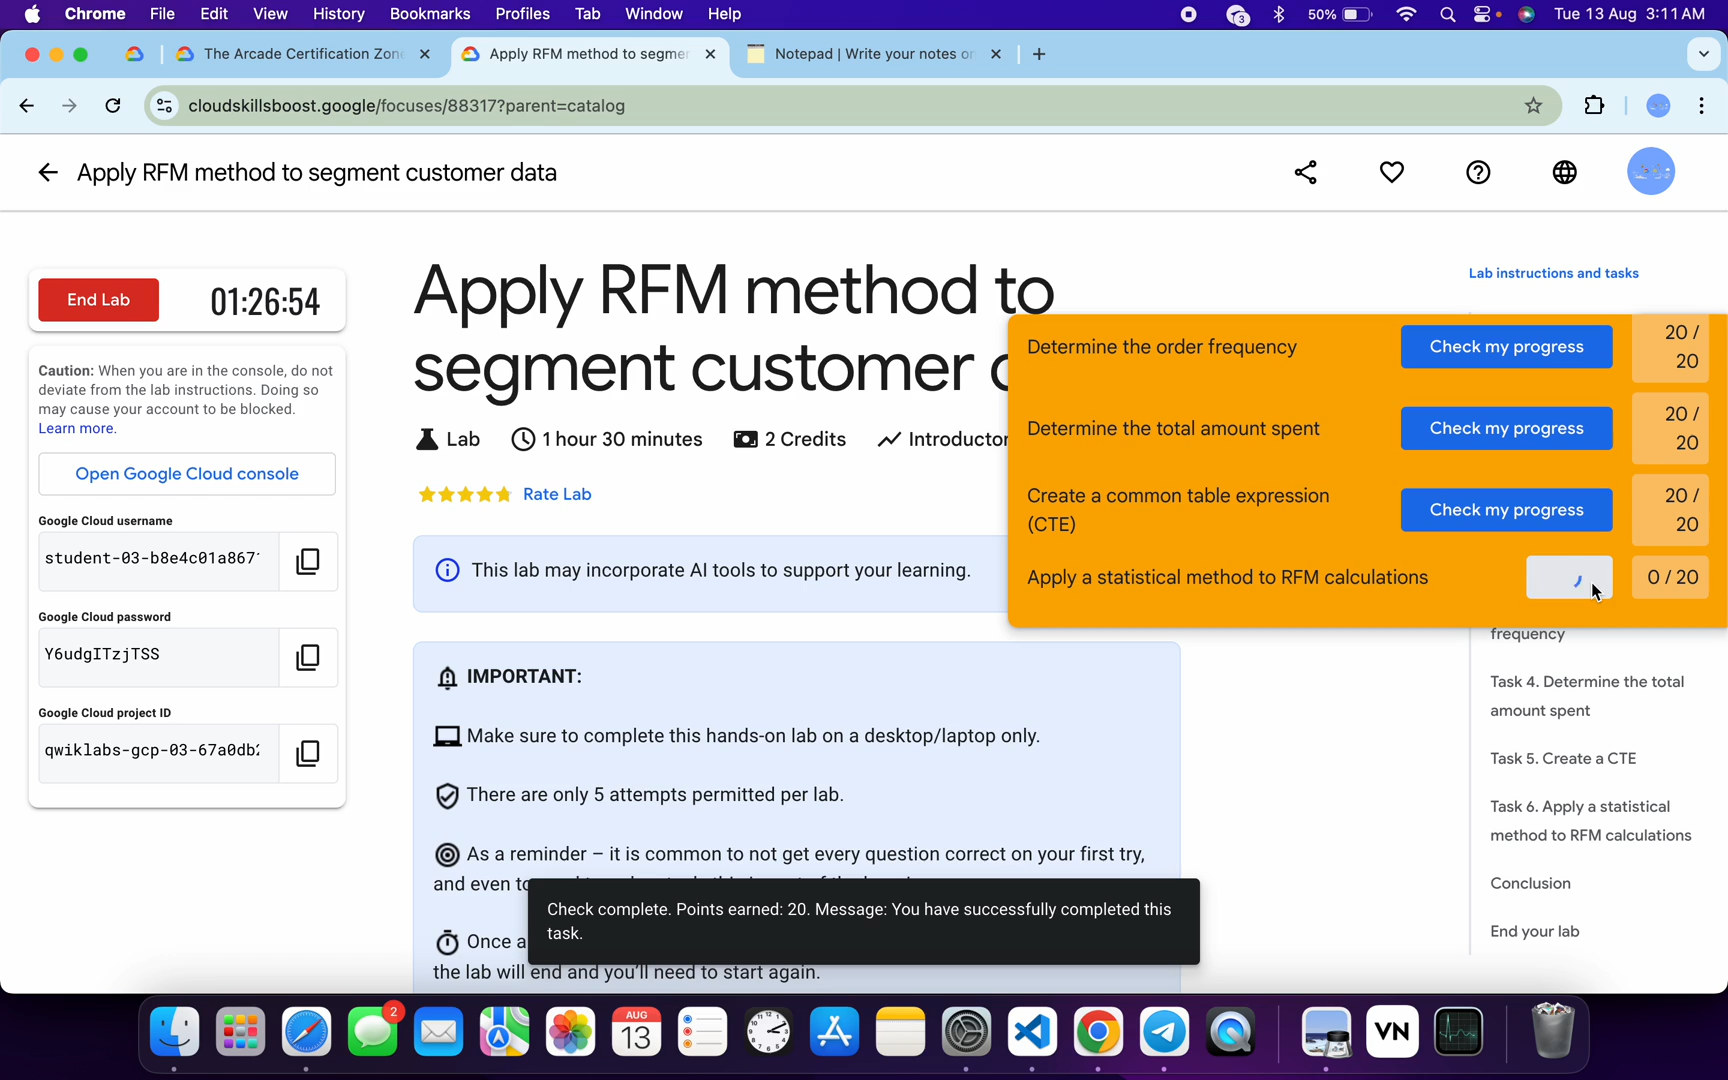 Chrome File Edit View History Bookmarks Profiles Tab Window Help 3 50% Tue 13 Aug 3:11 AM
The Arcade Certification Zon Apply RFM method to segmen Notepad | Write your notes on
cloudskillsboost.google/focuses/88317?parent=catalog
Apply RFM method to segment customer data
End Lab 01:26:54
Caution: When you are in the console, do not
deviate from the lab instructions. Doing so
may cause your account to be blocked.
Learn more.
Open Google Cloud console
Google Cloud username
student-03-b8e4c01a867
Google Cloud password
Y6udgITzjTSS
Google Cloud project ID
qwiklabs-gcp-03-67a0db
Apply RFM method to
segment customer
Lab 1 hour 30 minutes 2 Credits Introductor
Rate Lab
This lab may incorporate AI tools to support your learning.
IMPORTANT:
Make sure to complete this hands-on lab on a desktop/laptop only.
There are only 5 attempts permitted per lab.
As a reminder – it is common to not get every question correct on your first try,
and even to
Once a
the lab will end and you'll need to start again.
Check complete. Points earned: 20. Message: You have successfully completed this
task.
Lab instructions and tasks
Determine the order frequency Check my progress 20 /
20
Determine the total amount spent Check my progress 20 /
20
Create a common table expression
(CTE) Check my progress 20 /
20
Apply a statistical method to RFM calculations 0 / 20
frequency
Task 4. Determine the total
amount spent
Task 5. Create a CTE
Task 6. Apply a statistical
method to RFM calculations
Conclusion
End your lab
2
AUG
13
VN